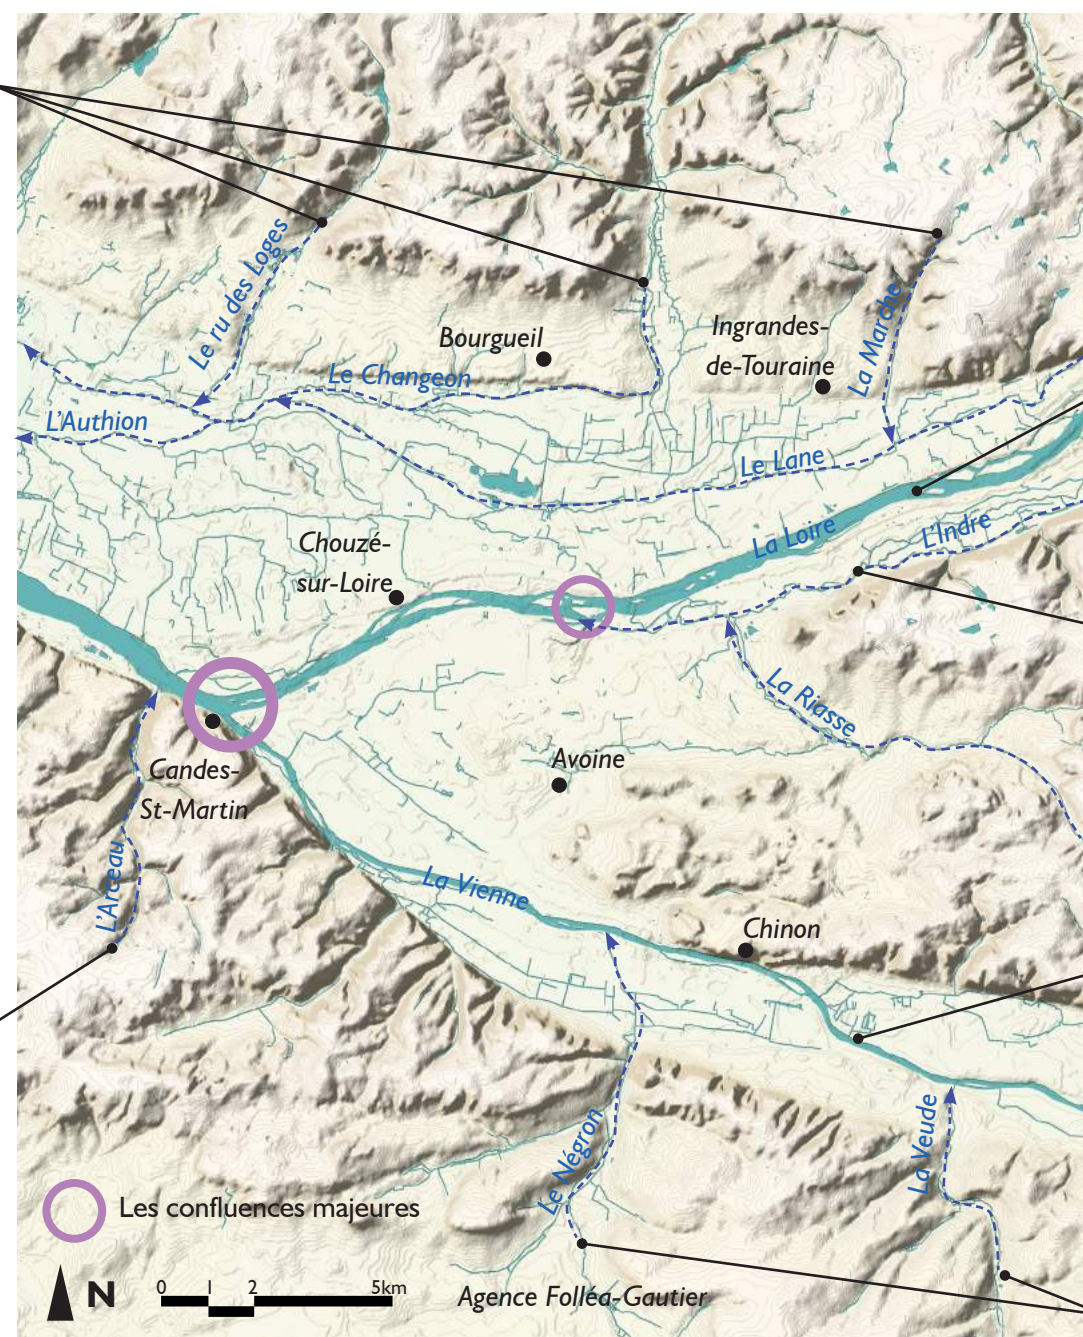 Le ru des Loges
Bourgueil
Ingrandes-
de-Touraine
La Marche
Le Changeon
L'Authion
Le Lane
La Loire
L'Indre
Chouzé-
sur-Loire
La Riasse
Avoine
Candes-
St-Martin
L'Arceau
La Vienne
Chinon
Le Négron
La Veude
Les confluences majeures
N
0 1 2 5km
Agence Folléa-Gautier